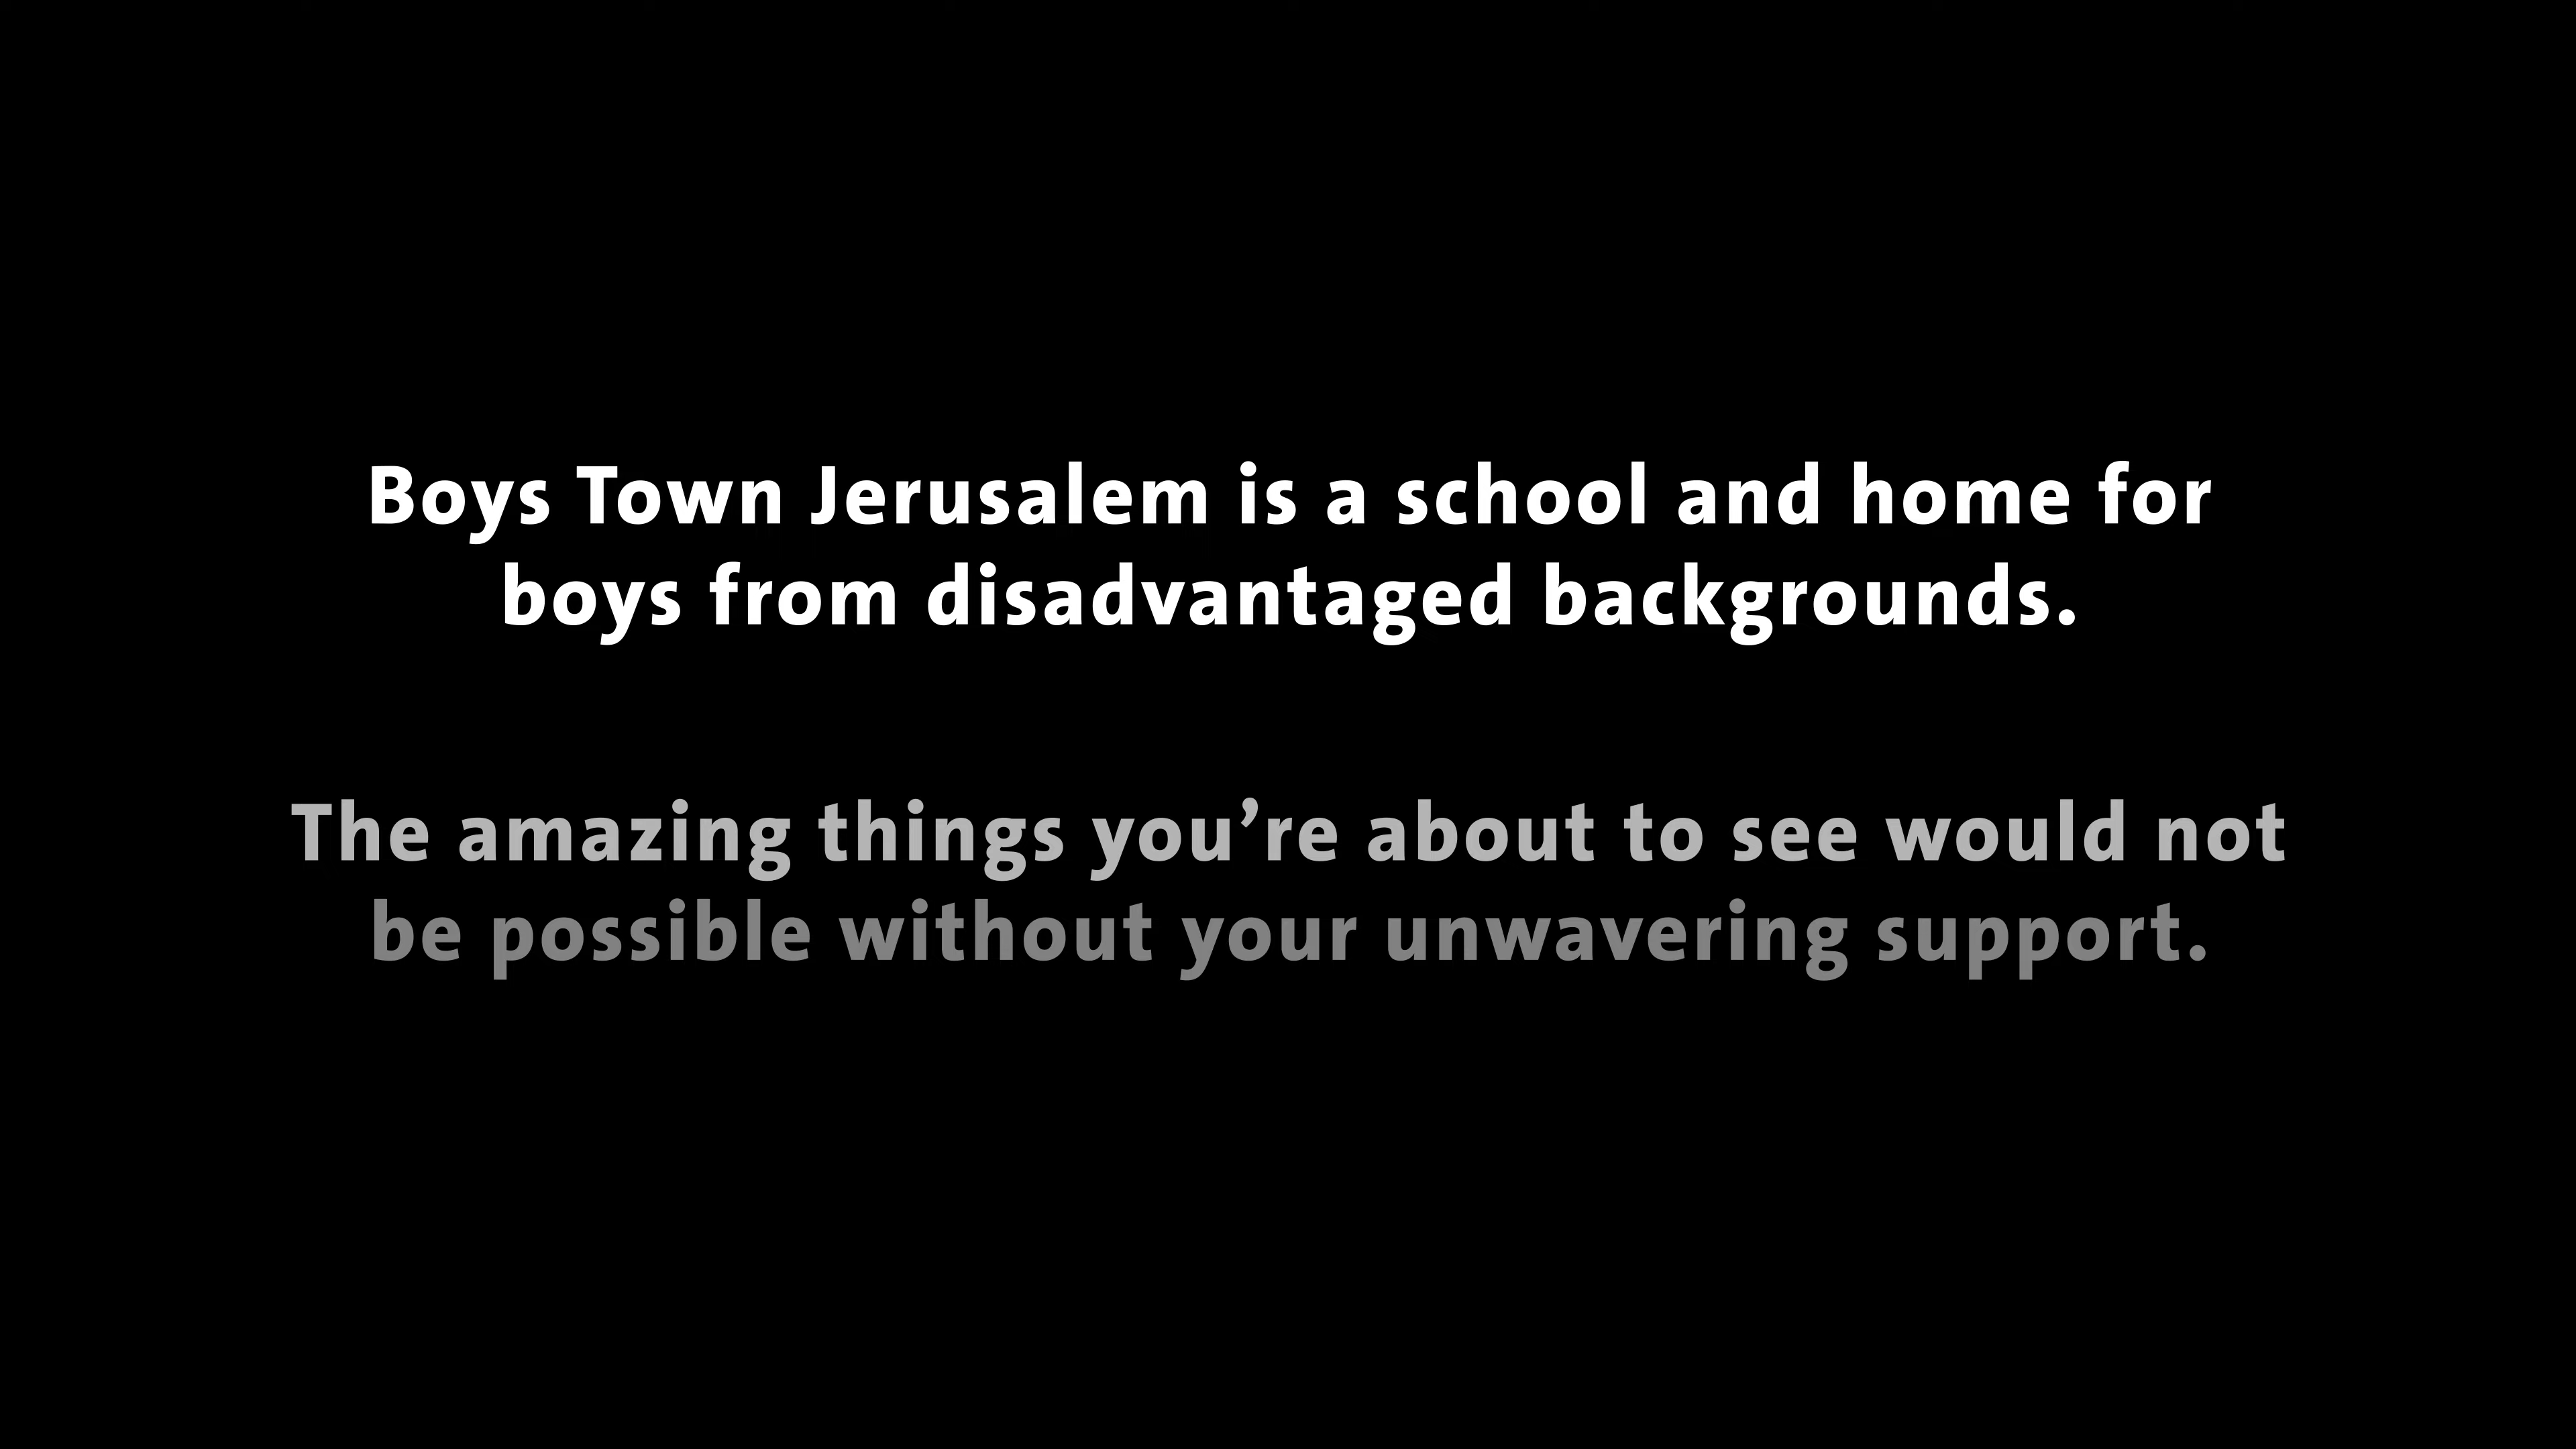 Boys Town Jerusalem is a school and home for
boys from disadvantaged backgrounds.
The amazing things you’re about to see would not
be possible without your unwavering support.